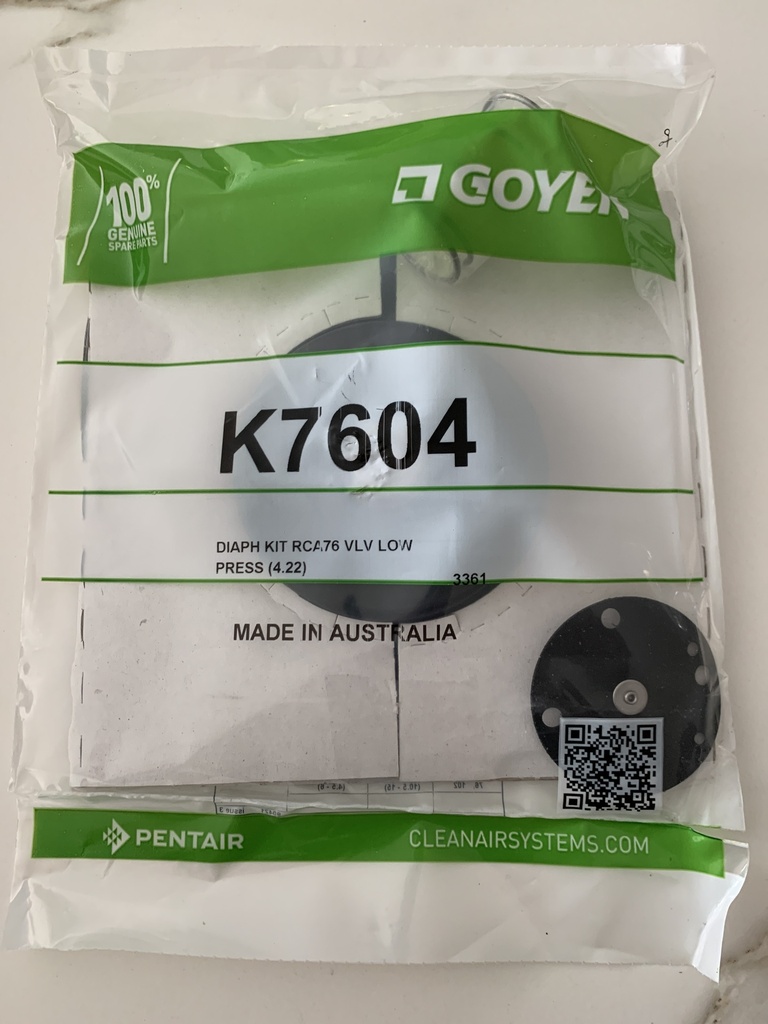 100%
GENUINE
SPARE PARTS
GOYEN
K7604
DIAPH KIT RCA76 VLV LOW
PRESS (4.22)
3361
MADE IN AUSTRALIA
PENTAIR
CLEANAIRSYSTEMS.COM